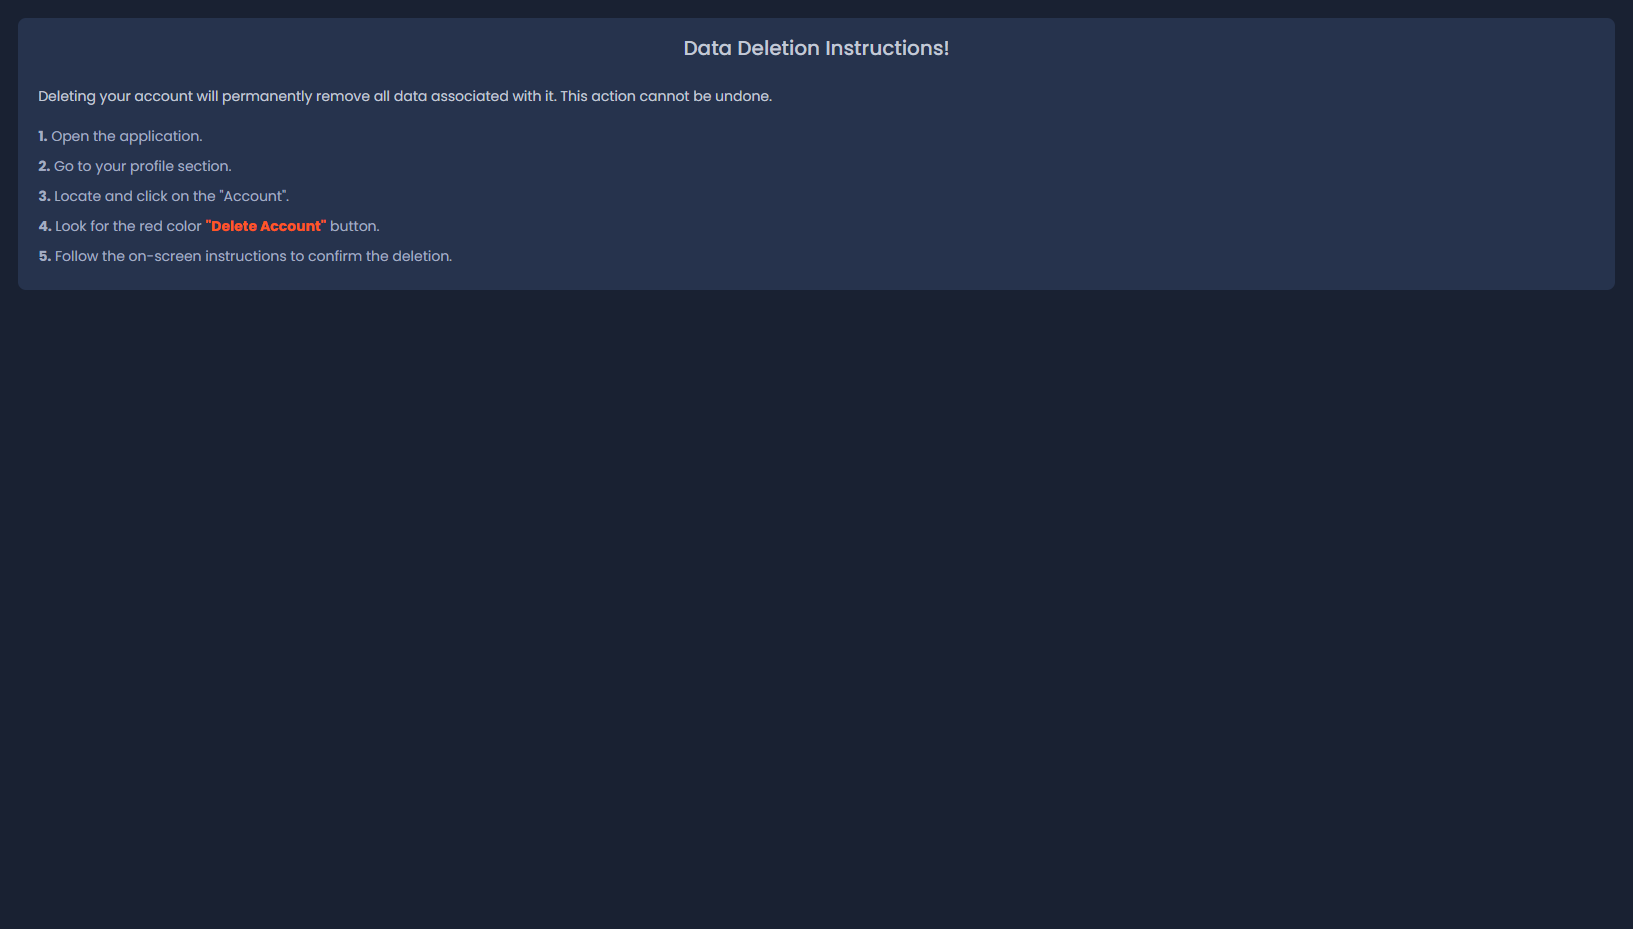 Data Deletion Instructions!
Deleting your account will permanently remove all data associated with it. This action cannot be undone.
1. Open the application.
2. Go to your profile section.
3. Locate and click on the "Account".
4. Look for the red color "Delete Account" button.
5. Follow the on-screen instructions to confirm the deletion.